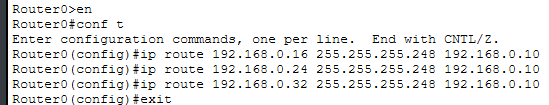 Router0>en
Router0#conf t
Enter configuration commands, one per line.  End with CNTL/Z.
Router0(config)#ip route 192.168.0.16 255.255.255.248 192.168.0.10
Router0(config)#ip route 192.168.0.24 255.255.255.248 192.168.0.10
Router0(config)#ip route 192.168.0.32 255.255.255.248 192.168.0.10
Router0(config)#exit